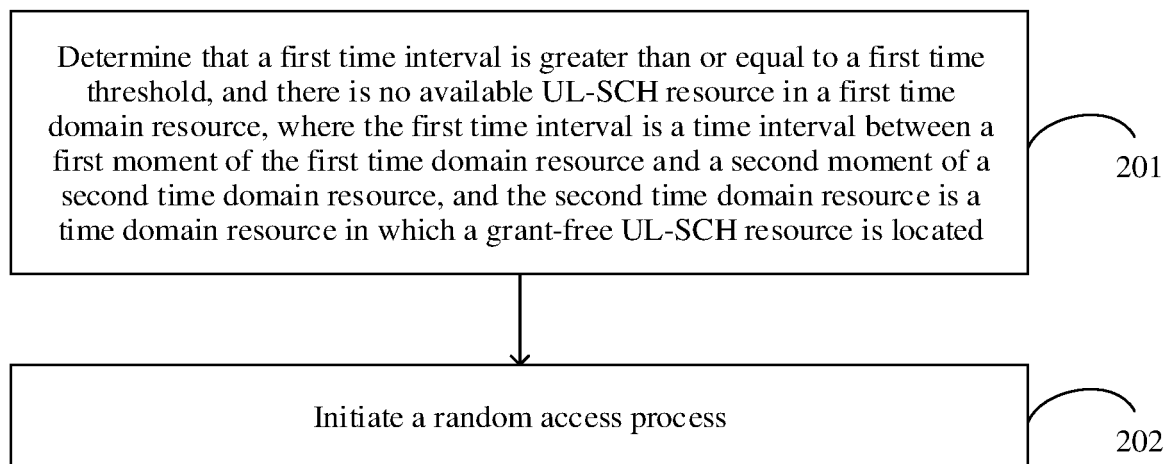 Determine that a first time interval is greater than or equal to a first time
threshold, and there is no available UL-SCH resource in a first time
domain resource, where the first time interval is a time interval between a
first moment of the first time domain resource and a second moment of a
second time domain resource, and the second time domain resource is a
time domain resource in which a grant-free UL-SCH resource is located
201
Initiate a random access process
202